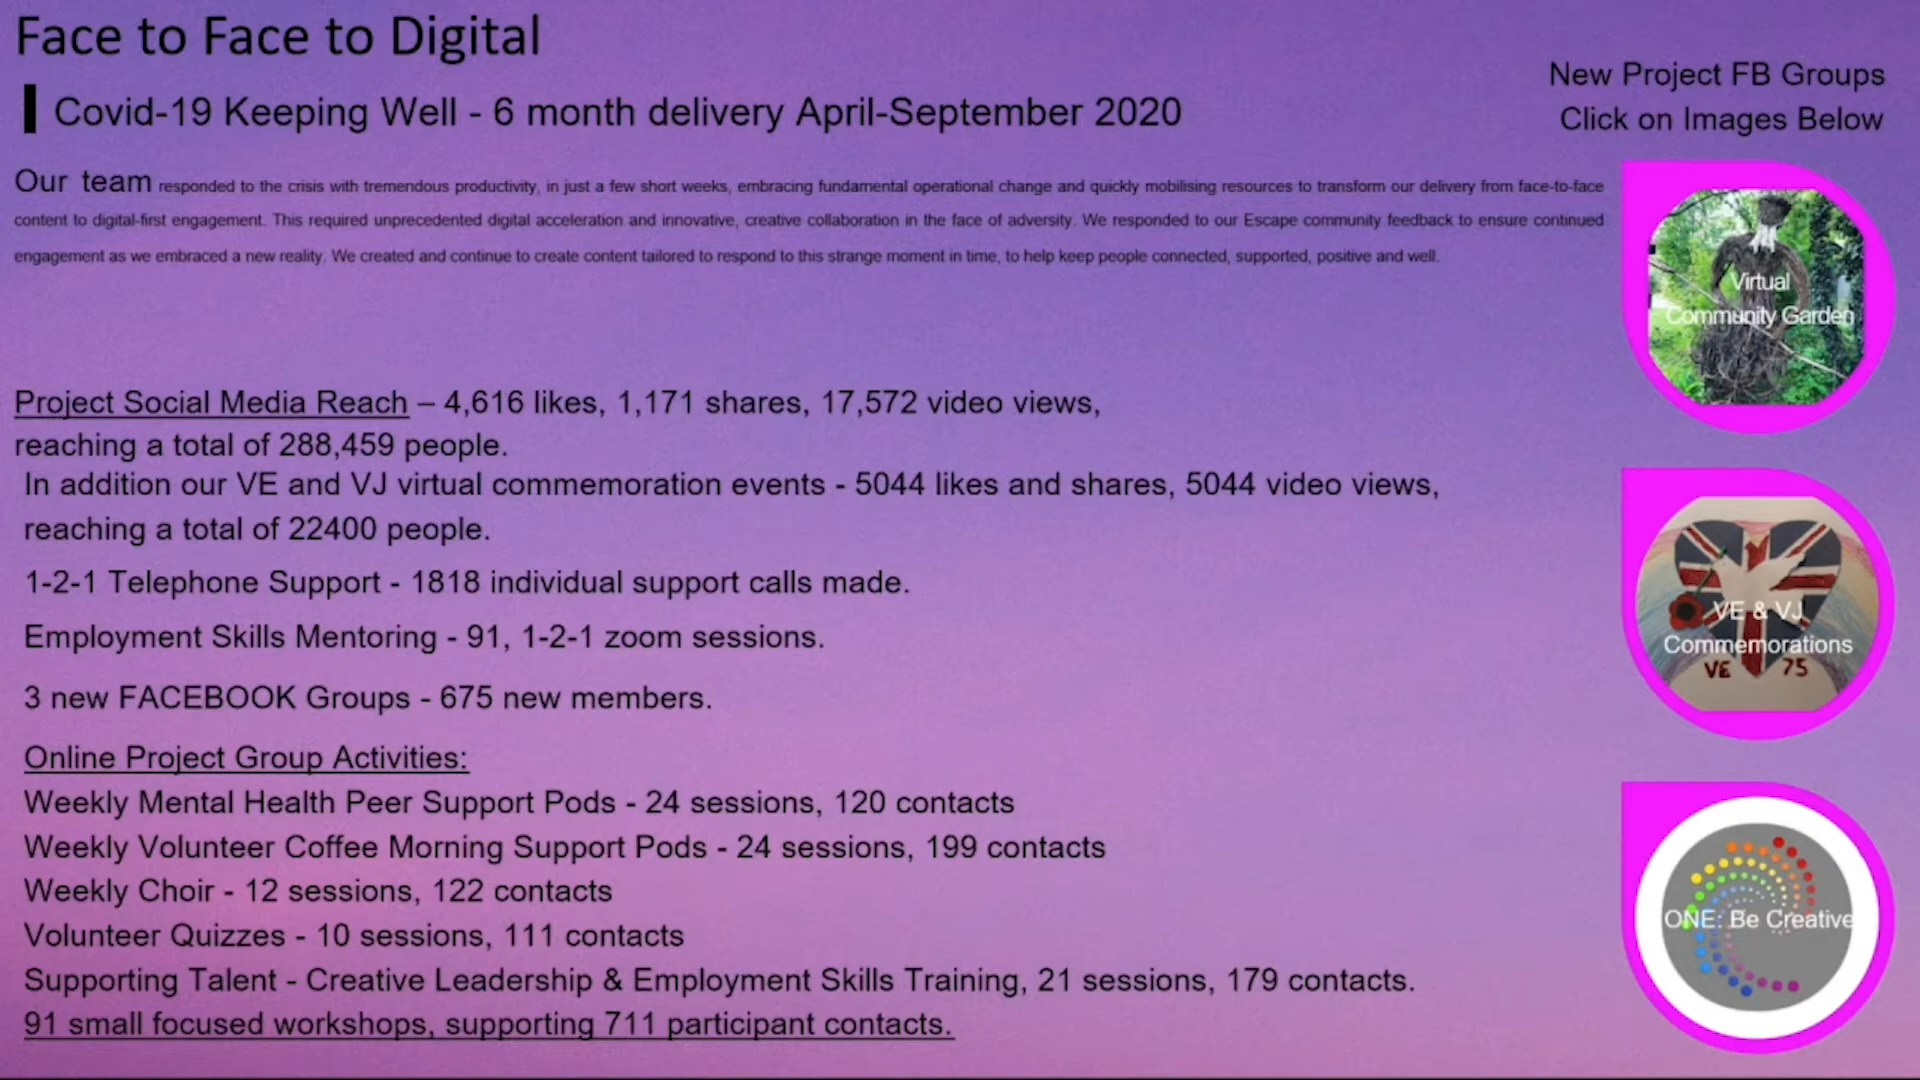 Face to Face to Digital
Covid-19 Keeping Well - 6 month delivery April-September 2020
New Project FB Groups
Click on Images Below
Our team responded to the crisis with tremendous productivity, in just a few short weeks, embracing fundamental operational change and quickly mobilising resources to transform our delivery from face-to-face
content to digital-first engagement. This required unprecedented digital acceleration and innovative, creative collaboration in the face of adversity. We responded to our Escape community feedback to ensure continued
engagement as we embraced a new reality. We created and continue to create content tailored to respond to this strange moment in time, to help keep people connected, supported, positive and well.
Project Social Media Reach – 4,616 likes, 1,171 shares, 17,572 video views,
reaching a total of 288,459 people.
In addition our VE and VJ virtual commemoration events - 5044 likes and shares, 5044 video views,
reaching a total of 22400 people.
1-2-1 Telephone Support - 1818 individual support calls made.
Employment Skills Mentoring - 91, 1-2-1 zoom sessions.
3 new FACEBOOK Groups - 675 new members.
Online Project Group Activities:
Weekly Mental Health Peer Support Pods - 24 sessions, 120 contacts
Weekly Volunteer Coffee Morning Support Pods - 24 sessions, 199 contacts
Weekly Choir - 12 sessions, 122 contacts
Volunteer Quizzes - 10 sessions, 111 contacts
Supporting Talent - Creative Leadership & Employment Skills Training, 21 sessions, 179 contacts.
91 small focused workshops, supporting 711 participant contacts.
Virtual
Community Garden
VE & VJ
Commemorations
VE 75
ONE: Be Creative